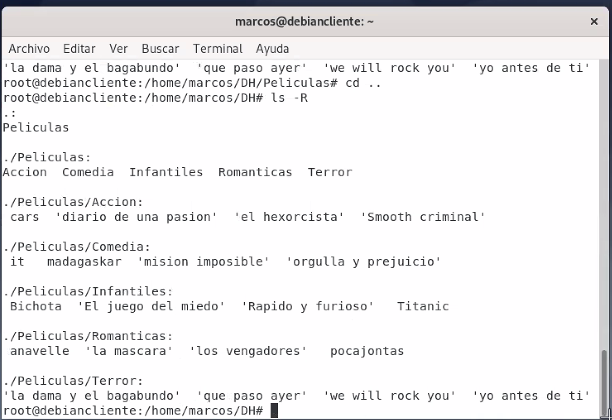 marcos@debiancliente: ~
Archivo Editar Ver Buscar Terminal Ayuda
'la dama y el bagabundo' 'que paso ayer' 'we will rock you' 'yo antes de ti'
root@debiancliente:/home/marcos/DH/Peliculas# cd ..
root@debiancliente:/home/marcos/DH# ls -R
.:
Peliculas
./Peliculas:
Accion Comedia Infantiles Romanticas Terror
./Peliculas/Accion:
cars 'diario de una pasion' 'el hexorcista' 'Smooth criminal'
./Peliculas/Comedia:
it madagaskar 'mision imposible' 'orgulla y prejuicio'
./Peliculas/Infantiles:
Bichota 'El juego del miedo' 'Rapido y furioso' Titanic
./Peliculas/Romanticas:
anavelle 'la mascara' 'los vengadores' pocajontas
./Peliculas/Terror:
'la dama y el bagabundo' 'que paso ayer' 'we will rock you' 'yo antes de ti'
root@debiancliente:/home/marcos/DH#